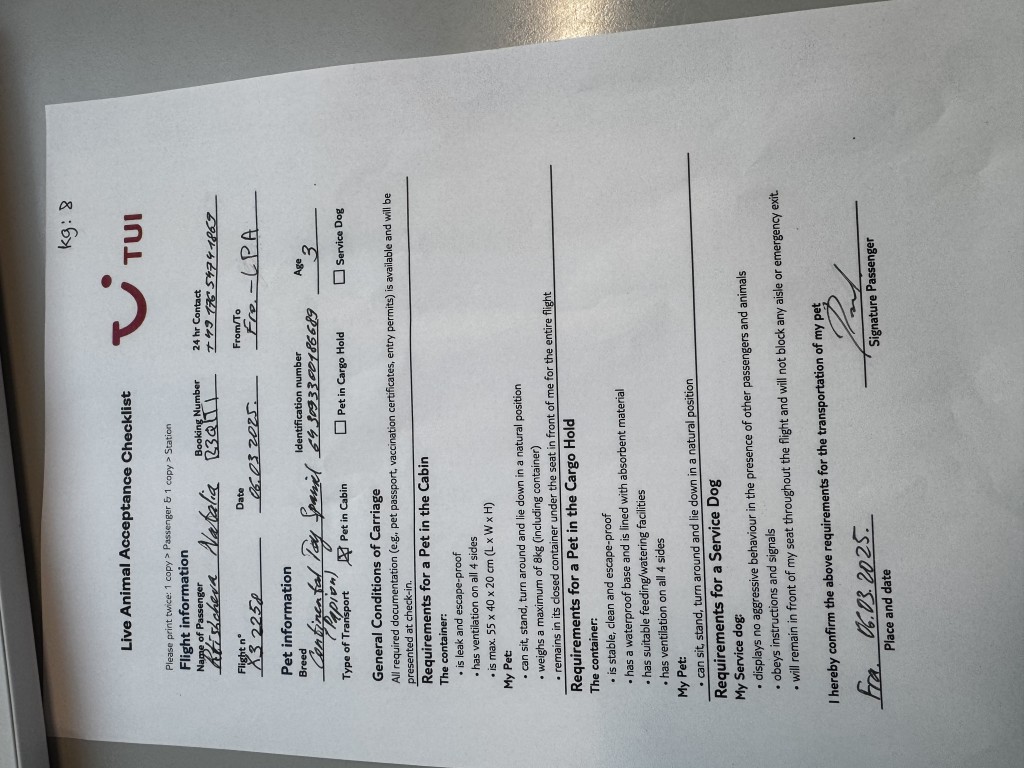 kg: 8
TUI
Live Animal Acceptance Checklist
Please print twice: 1 copy > Passenger & 1 copy > Station
Flight information
Name of Passenger Booking Number 24 hr Contact
Nathalia
Flight n° Date From/To
X3 2258 06.03 2025. Fra. - LPA
Pet information
Breed Identification number Age
Continental Toy 3
Type of Transport ☒ Pet in Cabin ☐ Pet in Cargo Hold ☐ Service Dog
General Conditions of Carriage
All required documentation (e.g., pet passport, vaccination certificates, entry permits) is available and will be
presented at check-in.
Requirements for a Pet in the Cabin
The container:
• is leak and escape-proof
• has ventilation on all 4 sides
• is max. 55 x 40 x 20 cm (L x W x H)
My Pet:
• can sit, stand, turn around and lie down in a natural position
• weighs a maximum of 8kg (including container)
• remains in its closed container under the seat in front of me for the entire flight
Requirements for a Pet in the Cargo Hold
The container:
• is stable, clean and escape-proof
• has a waterproof base and is lined with absorbent material
• has suitable feeding/watering facilities
• has ventilation on all 4 sides
My Pet:
• can sit, stand, turn around and lie down in a natural position
Requirements for a Service Dog
My Service dog:
• displays no aggressive behaviour in the presence of other passengers and animals
• obeys instructions and signals
• will remain in front of my seat throughout the flight and will not block any aisle or emergency exit.
I hereby confirm the above requirements for the transportation of my pet
Fra. 06.03.2025.
Place and date Signature Passenger